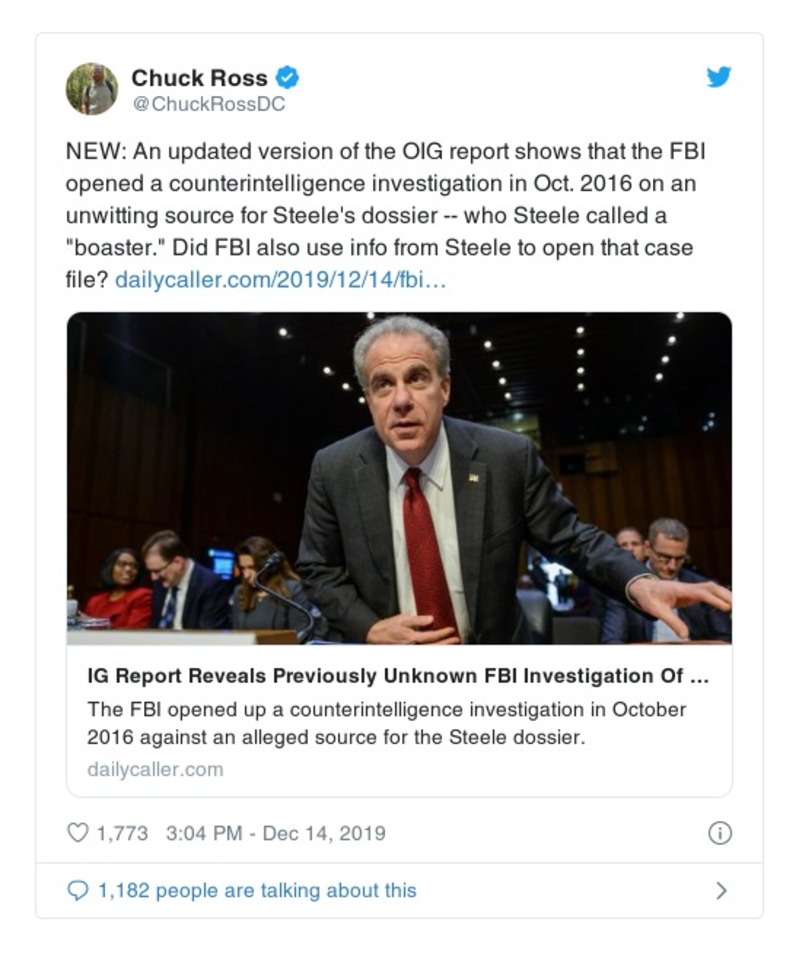 Chuck Ross
@ChuckRossDC
NEW: An updated version of the OIG report shows that the FBI
opened a counterintelligence investigation in Oct. 2016 on an
unwitting source for Steele's dossier -- who Steele called a
"boaster." Did FBI also use info from Steele to open that case
file? dailycaller.com/2019/12/14/fbi…
IG Report Reveals Previously Unknown FBI Investigation Of ...
The FBI opened up a counterintelligence investigation in October
2016 against an alleged source for the Steele dossier.
dailycaller.com
1,773 3:04 PM - Dec 14, 2019
1,182 people are talking about this